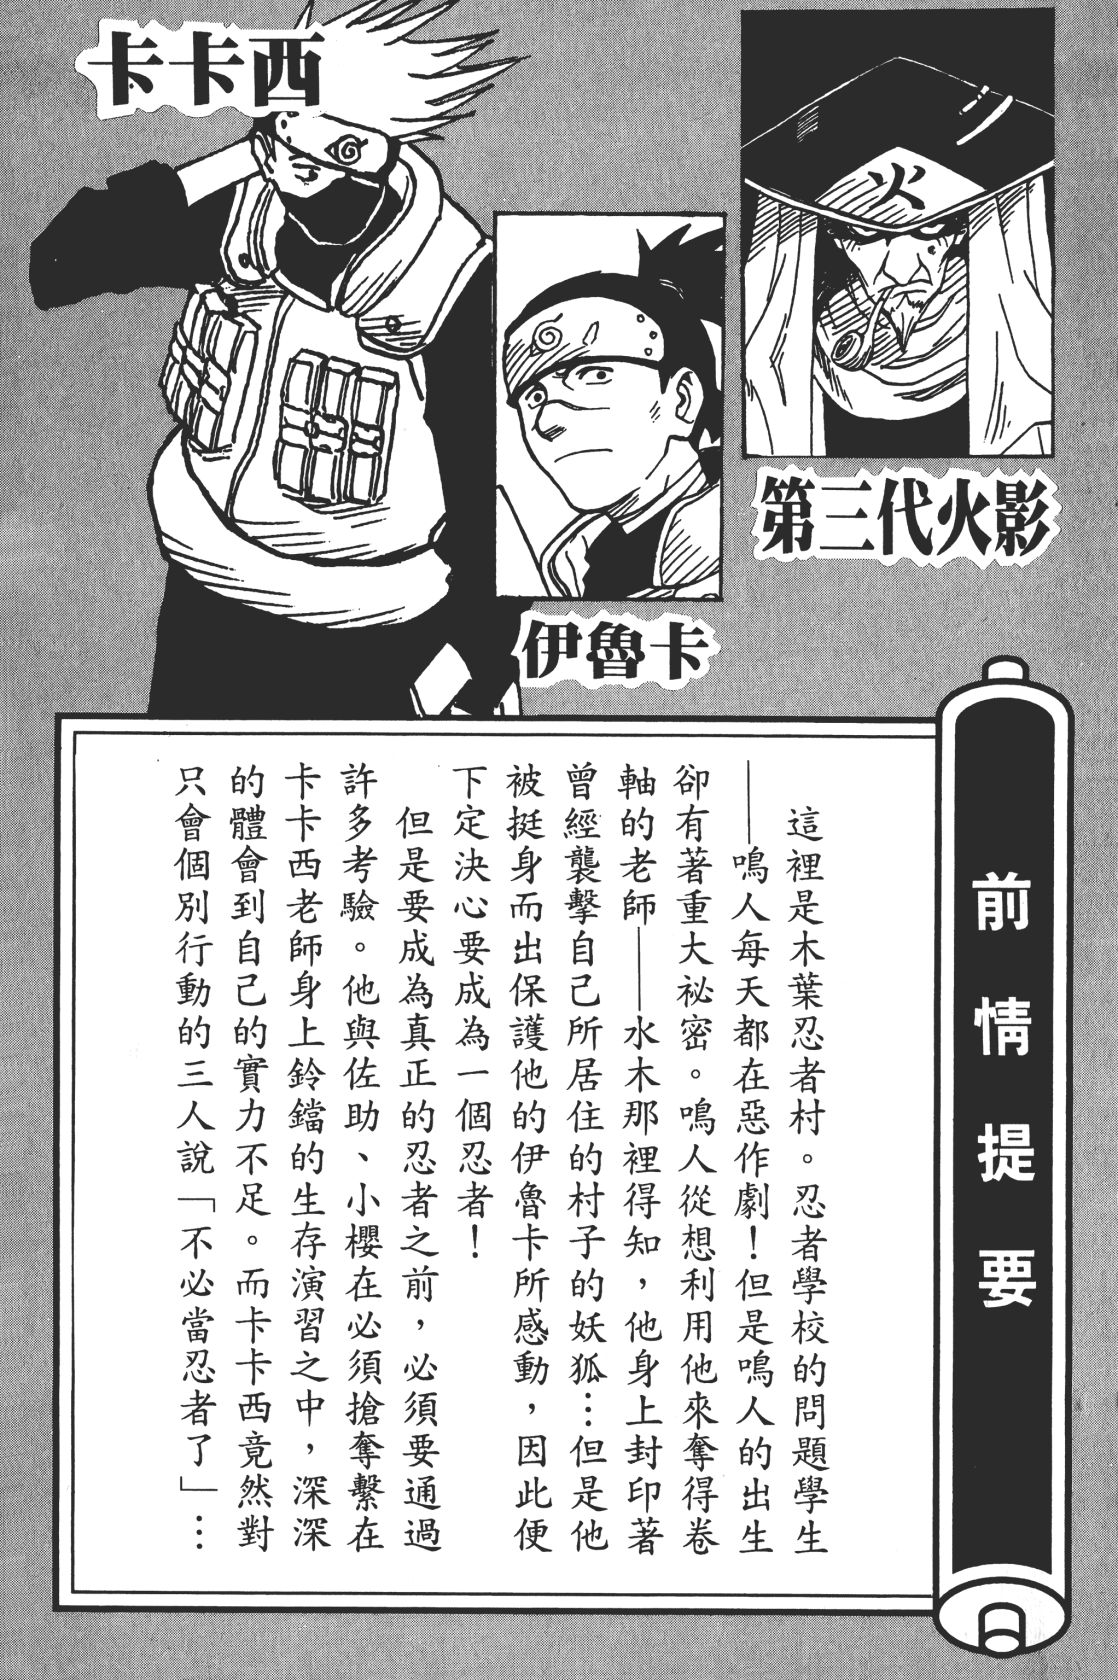 卡卡西
火
第三代火影
伊魯卡
前情提要
這裡是木葉忍者村。忍者學校的問題學生
——鳴人每天都在惡作劇！但是鳴人的出生
卻有著重大祕密。鳴人從想利用他來奪得卷
軸的老師——水木那裡得知，他身上封印著
曾經襲擊自己所居住的村子的妖狐…但是他
被挺身而出保護他的伊魯卡所感動，因此便
下定決心要成為一個忍者！
但是要成為真正的忍者之前，必須要通過
許多考驗。他與佐助、小櫻在必須搶奪繫在
卡卡西老師身上鈴鐺的生存演習之中，深深
的體會到自己的實力不足。而卡卡西竟然對
只會個別行動的三人說「不必當忍者了」…